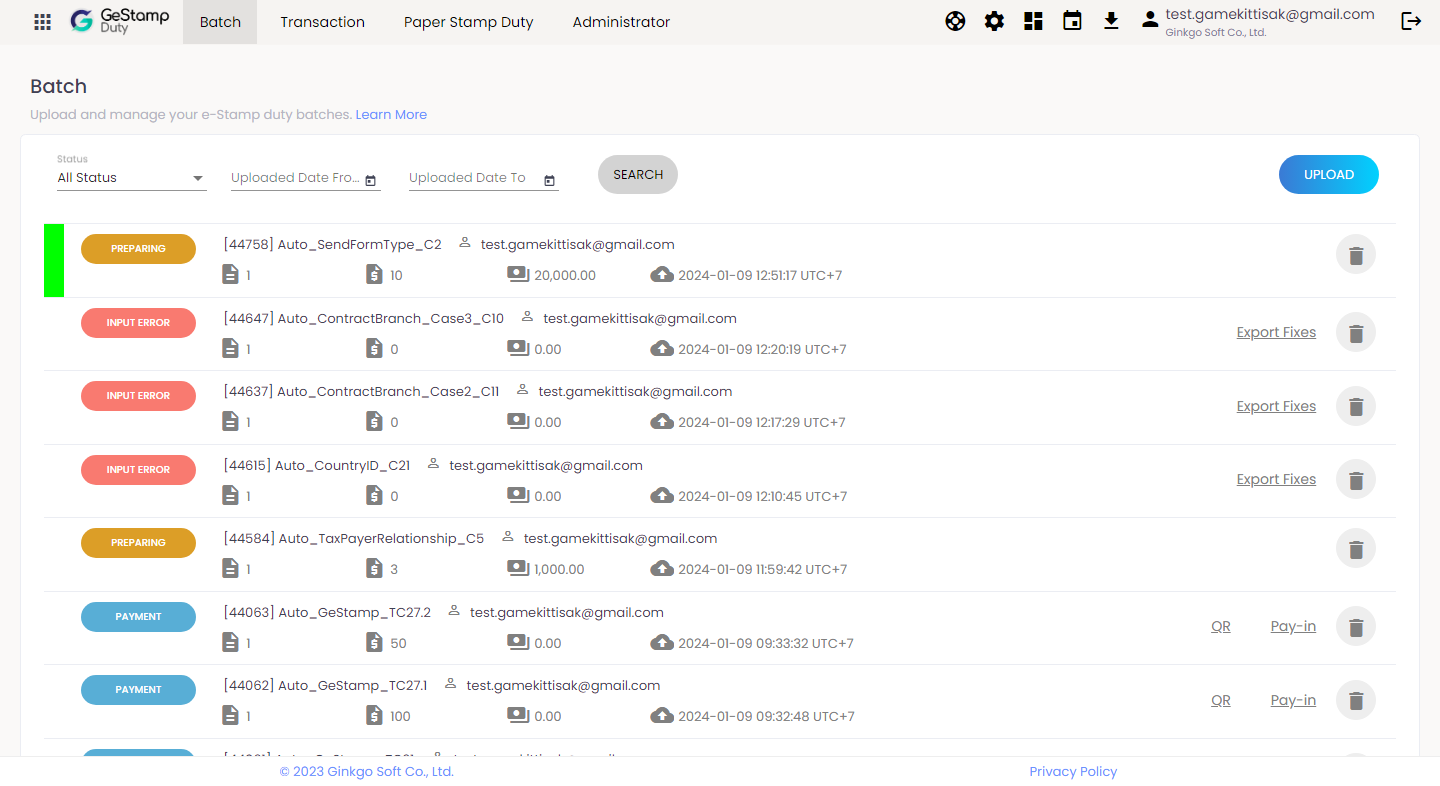 GeStamp
Duty
Batch
Transaction
Paper Stamp Duty
Administrator
test.gamekittisak@gmail.com
Ginkgo Soft Co., Ltd.
Batch
Upload and manage your e-Stamp duty batches. Learn More
Status
All Status
Uploaded Date Fro...
Uploaded Date To
SEARCH
UPLOAD
PREPARING
[44758] Auto_SendFormType_C2 test.gamekittisak@gmail.com
1 10 20,000.00 2024-01-09 12:51:17 UTC+7
INPUT ERROR
[44647] Auto_ContractBranch_Case3_C10 test.gamekittisak@gmail.com
Export Fixes
1 0 0.00 2024-01-09 12:20:19 UTC+7
INPUT ERROR
[44637] Auto_ContractBranch_Case2_C11 test.gamekittisak@gmail.com
Export Fixes
1 0 0.00 2024-01-09 12:17:29 UTC+7
INPUT ERROR
[44615] Auto_CountryID_C21 test.gamekittisak@gmail.com
Export Fixes
1 0 0.00 2024-01-09 12:10:45 UTC+7
PREPARING
[44584] Auto_TaxPayerRelationship_C5 test.gamekittisak@gmail.com
1 3 1,000.00 2024-01-09 11:59:42 UTC+7
PAYMENT
[44063] Auto_GeStamp_TC27.2 test.gamekittisak@gmail.com
QR Pay-in
1 50 0.00 2024-01-09 09:33:32 UTC+7
PAYMENT
[44062] Auto_GeStamp_TC27.1 test.gamekittisak@gmail.com
QR Pay-in
1 100 0.00 2024-01-09 09:32:48 UTC+7
© 2023 Ginkgo Soft Co., Ltd.
Privacy Policy